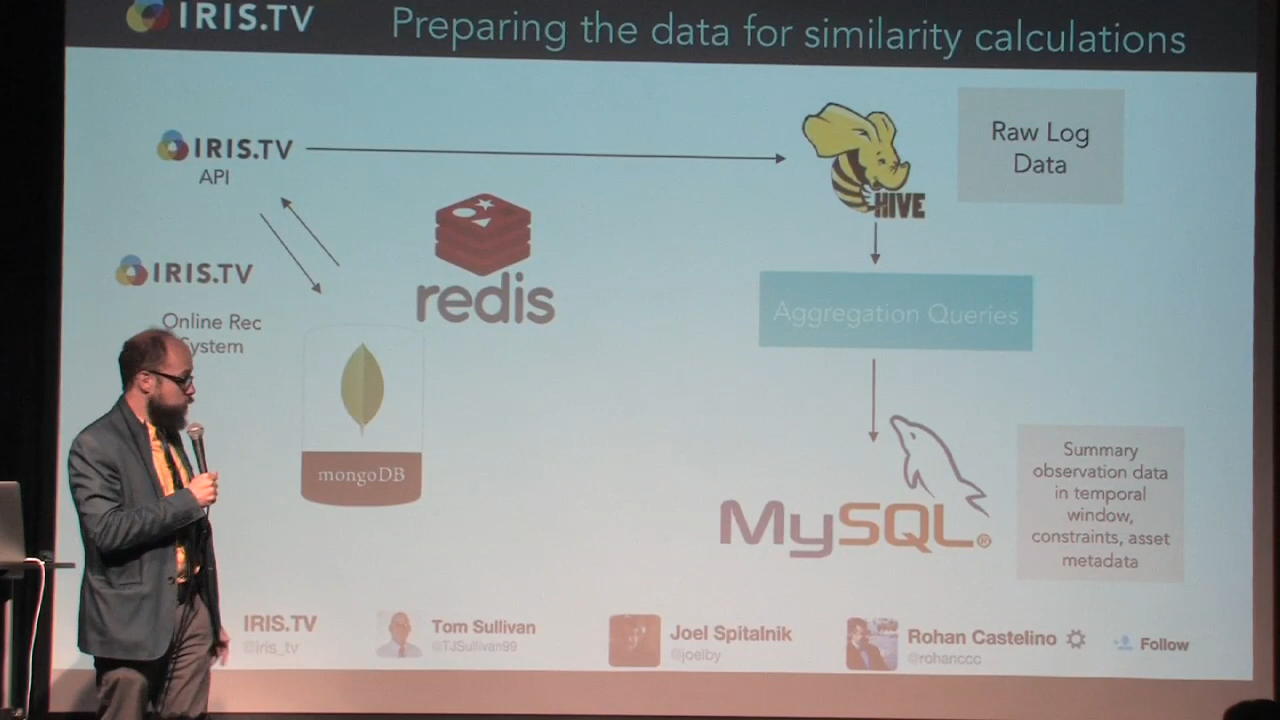 IRIS.TV
Preparing the data for similarity calculations
IRIS.TV
API
HIVE
Raw Log
Data
redis
IRIS.TV
Online Rec
System
Aggregation Queries
mongoDB
MySQL®
Summary
observation data
in temporal
window,
constraints, asset
metadata
IRIS.TV
@iris_tv
Tom Sullivan
@TJSullivan99
Joel Spitalnik
@joelby
Rohan Castelino
@rohanccc
Follow